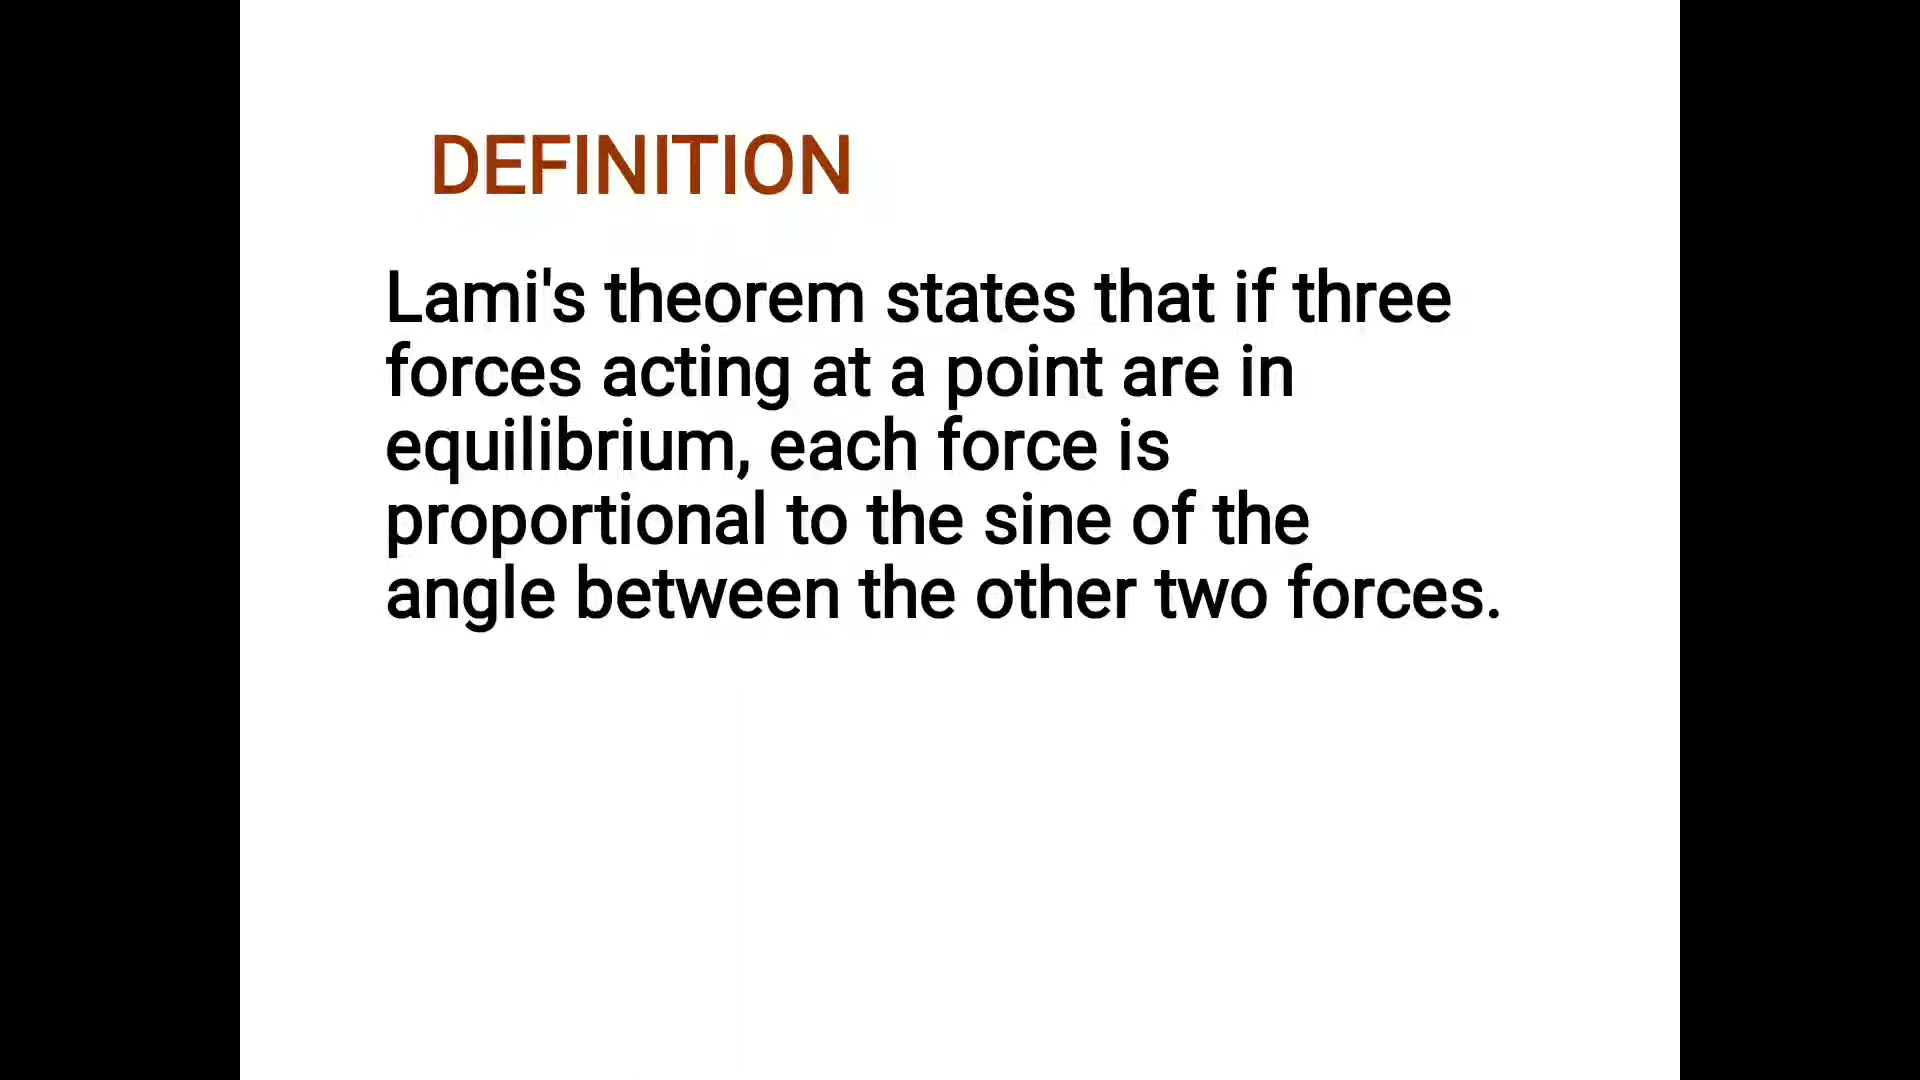 DEFINITION
Lami's theorem states that if three
forces acting at a point are in
equilibrium, each force is
proportional to the sine of the
angle between the other two forces.